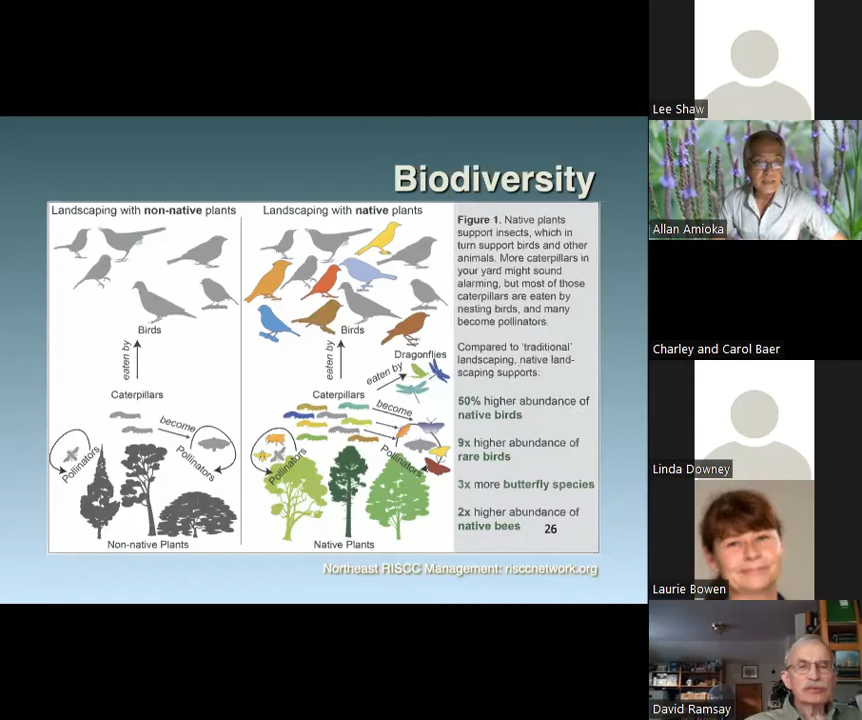 Biodiversity
Landscaping with non-native plants
Landscaping with native plants
Birds
eaten by
Caterpillars
become
Pollinators
Pollinators
Non-native Plants
Birds
eaten by
Dragonflies
eaten by
Caterpillars
become
Pollinators
Pollinators
Native Plants
Figure 1. Native plants
support insects, which in
turn support birds and other
animals. More caterpillars in
your yard might sound
alarming, but most of those
caterpillars are eaten by
nesting birds, and many
become pollinators.
Compared to 'traditional'
landscaping, native land-
scaping supports:
50% higher abundance of
native birds
9x higher abundance of
rare birds
3x more butterfly species
2x higher abundance of
native bees
26
Northeast RISCC Management: risccnetwork.org
Lee Shaw
Allan Amioka
Charley and Carol Baer
Linda Downey
Laurie Bowen
David Ramsay